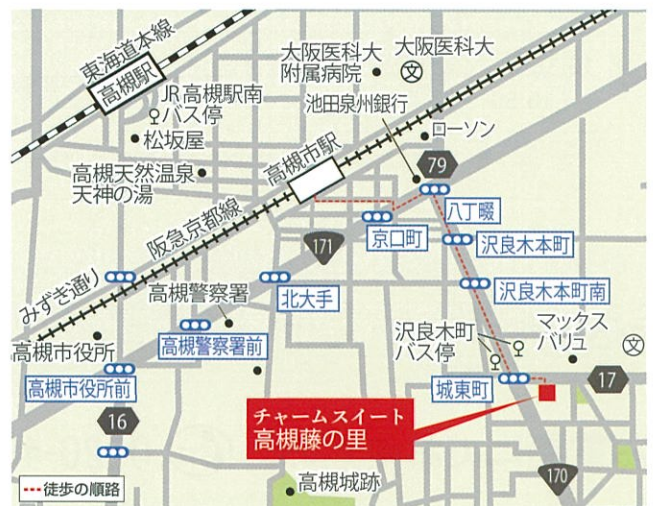 東海道本線
高槻駅
JR高槻駅南
バス停
松坂屋
高槻天然温泉
天神の湯
大阪医科大
附属病院
大阪医科大
文
池田泉州銀行
ローソン
高槻市駅
79
八丁畷
京口町
171
沢良木本町
阪急京都線
みずき通り
北大手
沢良木本町南
高槻警察署
高槻警察署前
高槻市役所
高槻市役所前
沢良木町
バス停
マックス
バリュ
文
城東町
17
16
チャームスイート
高槻藤の里
170
高槻城跡
徒歩の順路